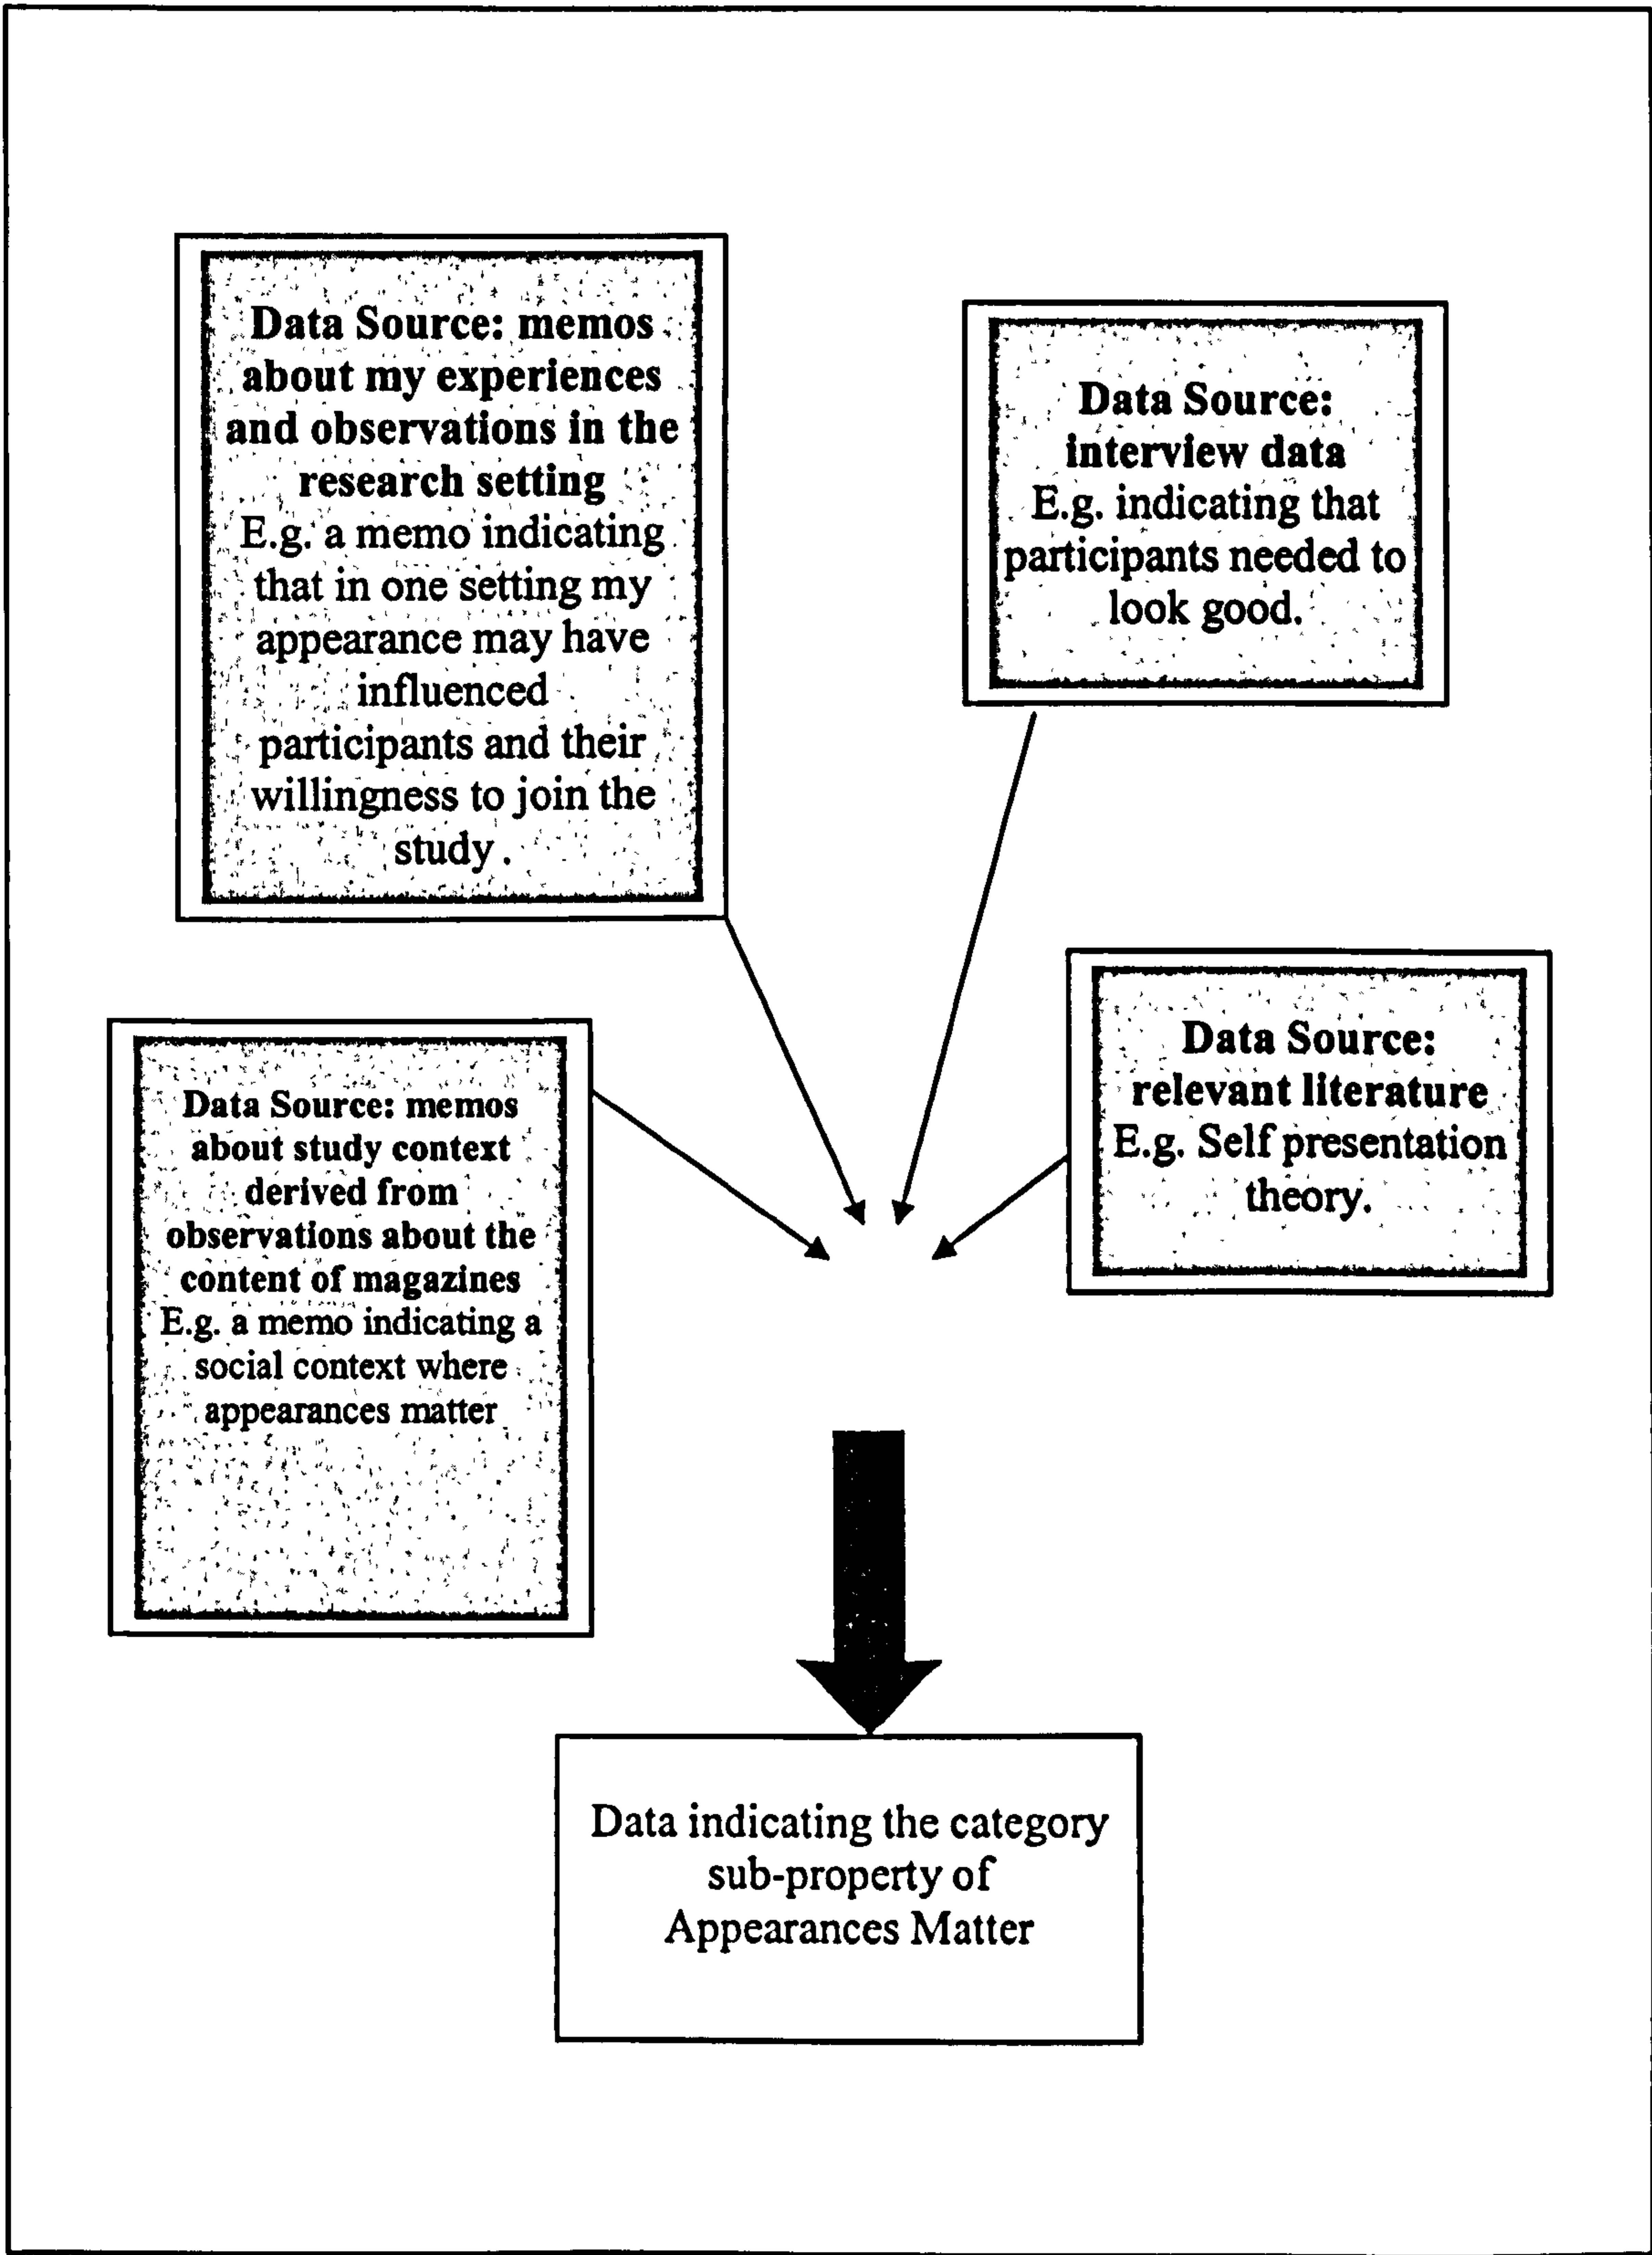 Data Source: memos
about my experiences
and observations in the
research setting
E.g. a memo indicating
that in one setting my
appearance may have
influenced
participants and their
willingness to join the
study.
Data Source:
interview data
E.g. indicating that
participants needed to
look good.
Data Source: memos
about study context
derived from
observations about the
content of magazines
E.g. a memo indicating a
social context where
appearances matter
Data Source:
relevant literature
E.g. Self presentation
theory.
Data indicating the category
sub-property of
Appearances Matter